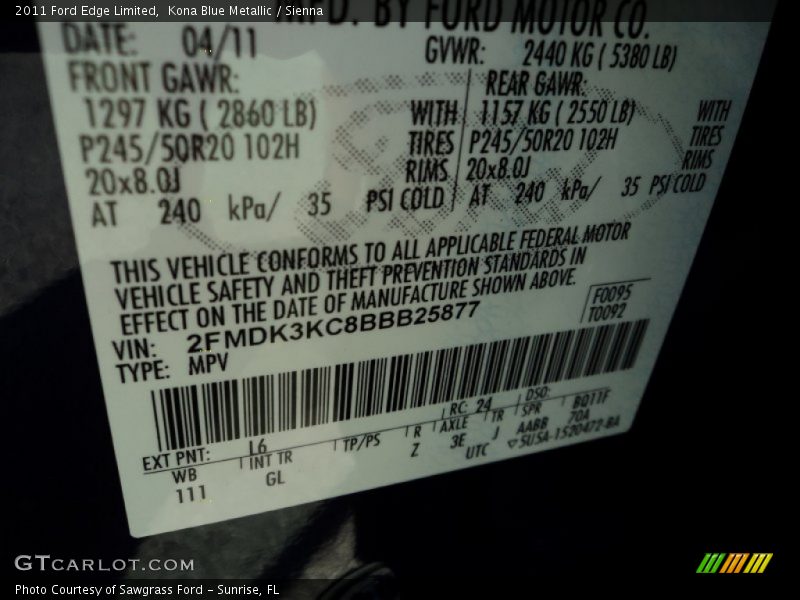 2011 Ford Edge Limited, Kona Blue Metallic / Sienna
MFD. BY FORD MOTOR CO.
DATE: 04/11 GVWR: 2440 KG ( 5380 LB)
FRONT GAWR: REAR GAWR:
1297 KG ( 2860 LB) WITH 1157 KG ( 2550 LB) WITH
P245/50R20 102H TIRES P245/50R20 102H TIRES
20x8.0J RIMS 20x8.0J RIMS
AT 240 kPa/ 35 PSI COLD AT 240 kPa/ 35 PSI COLD
THIS VEHICLE CONFORMS TO ALL APPLICABLE FEDERAL MOTOR
VEHICLE SAFETY AND THEFT PREVENTION STANDARDS IN
EFFECT ON THE DATE OF MANUFACTURE SHOWN ABOVE.
VIN: 2FMDK3KC8BBB25877 F0095
TYPE: MPV T0092
RC: 24 DSO:
EXT PNT: L6 TP/PS R AXLE TR SPR B011F
WB INT TR Z 3E J AABB 70A
111 GL UTC ▽5USA-1520472-BA
GTCARLOT.COM
Photo Courtesy of Sawgrass Ford – Sunrise, FL